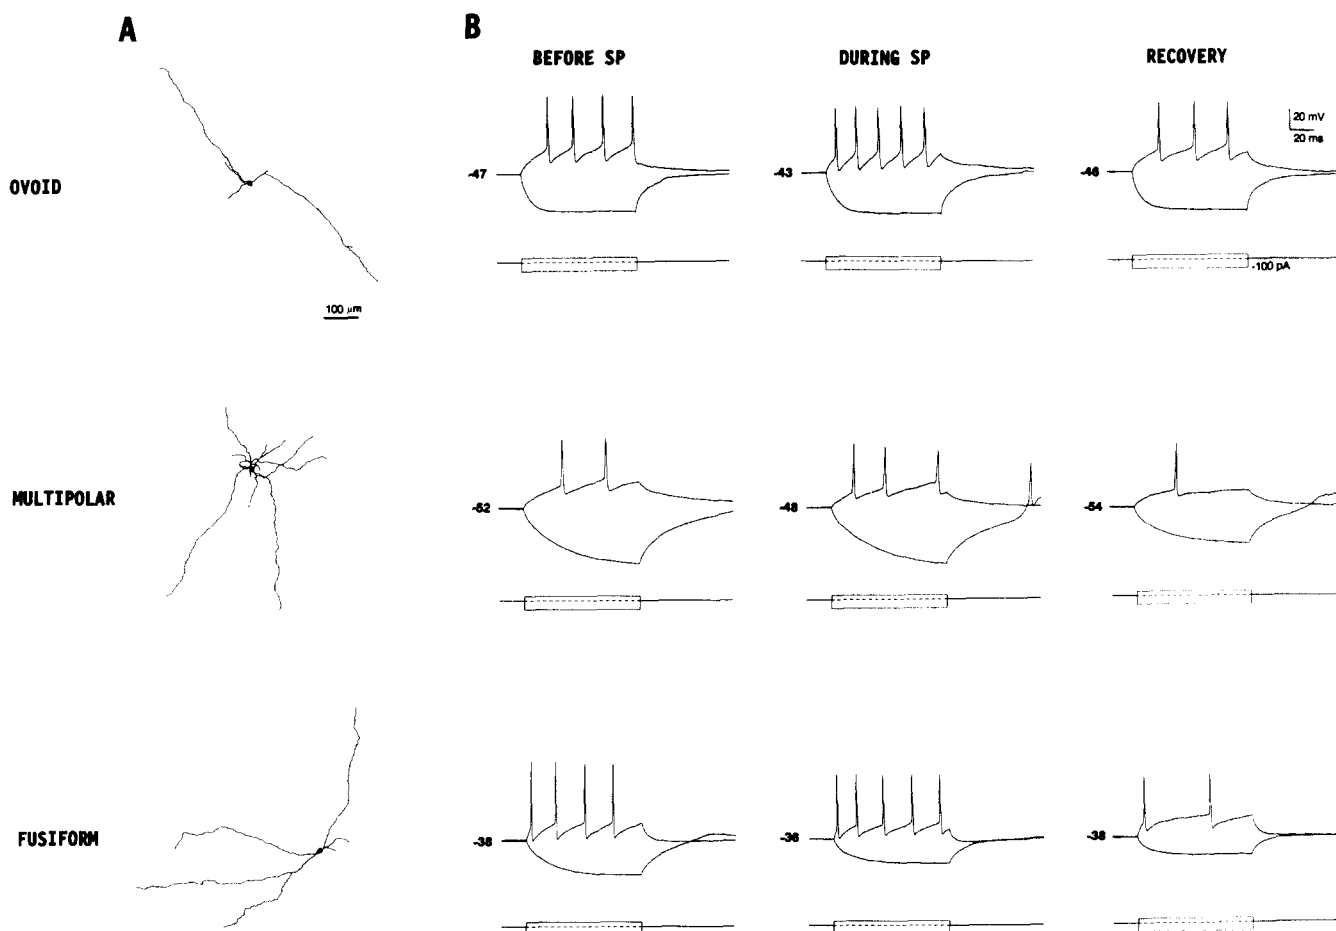 A
B
BEFORE SP
DURING SP
RECOVERY
20 mV
20 ms
OVOID
-47
-43
-46
-100 pA
100 µm
MULTIPOLAR
-52
-48
-54
FUSIFORM
-38
-36
-38